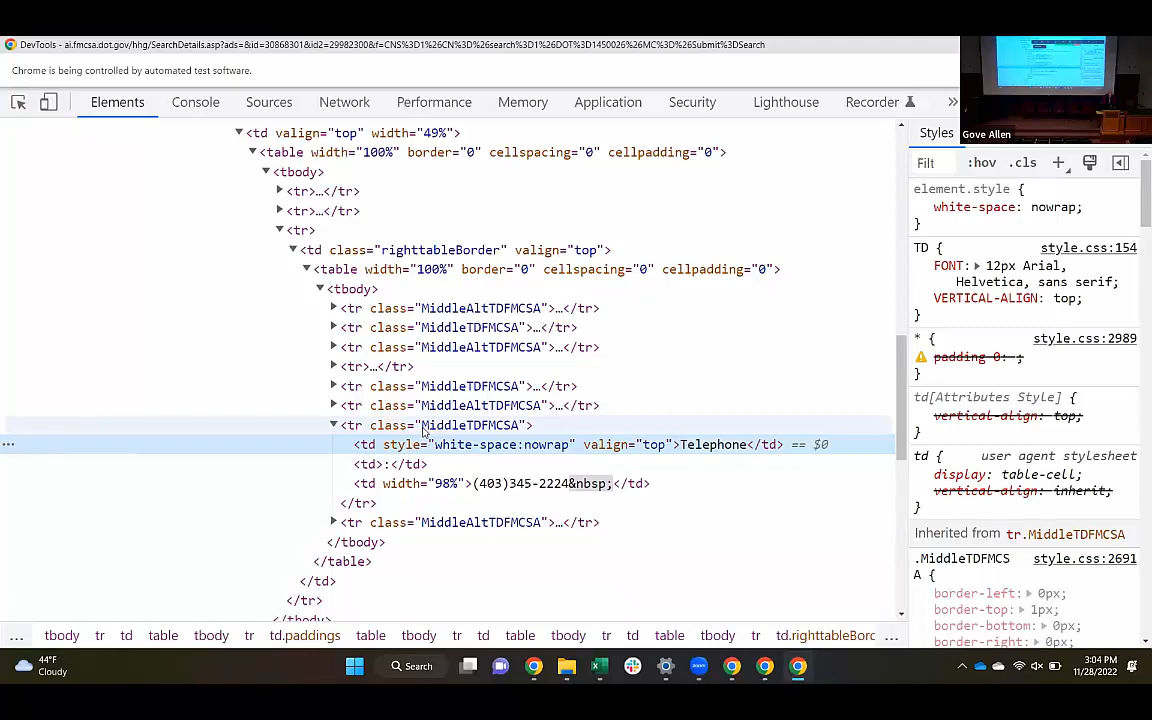 DevTools - ai.fmcsa.dot.gov/hhg/SearchDetails.asp?ads=&id=30868301&id2=29982300&f=CNS%3D1%26CN%3D%26search%3D1%26DOT%3D1450026%26MC%3D%26Submit%3DSearch
Chrome is being controlled by automated test software.
Gove Allen
Elements Console Sources Network Performance Memory Application Security Lighthouse Recorder »
<td valign="top" width="49%">
<table width="100%" border="0" cellspacing="0" cellpadding="0">
<tbody>
<tr>…</tr>
<tr>…</tr>
<tr>
<td class="righttableBorder" valign="top">
<table width="100%" border="0" cellspacing="0" cellpadding="0">
<tbody>
<tr class="MiddleAltTDFMCSA">…</tr>
<tr class="MiddleTDFMCSA">…</tr>
<tr class="MiddleAltTDFMCSA">…</tr>
<tr>…</tr>
<tr class="MiddleTDFMCSA">…</tr>
<tr class="MiddleAltTDFMCSA">…</tr>
<tr class="MiddleTDFMCSA">
… <td style="white-space:nowrap" valign="top">Telephone</td> == $0
<td>:</td>
<td width="98%">(403)345-2224&nbsp;</td>
</tr>
<tr class="MiddleAltTDFMCSA">…</tr>
</tbody>
</table>
</td>
</tr>
</tbody>
… tbody tr td table tbody tr td.paddings table tbody tr td table tbody tr td table tbody tr td.righttableBorc …
Styles
Filt :hov .cls +
element.style {
white-space: nowrap;
}
TD { style.css:154
FONT: 12px Arial,
Helvetica, sans serif;
VERTICAL-ALIGN: top;
}
* { style.css:2989
padding 0: ;
}
td[Attributes Style] {
vertical-align: top;
}
td { user agent stylesheet
display: table-cell;
vertical-align: inherit;
}
Inherited from tr.MiddleTDFMCSA
.MiddleTDFMCS style.css:2691
A {
border-left: 0px;
border-top: 1px;
border-bottom: 0px;
border-right: 0px;
44°F
Cloudy
Search
3:04 PM
11/28/2022